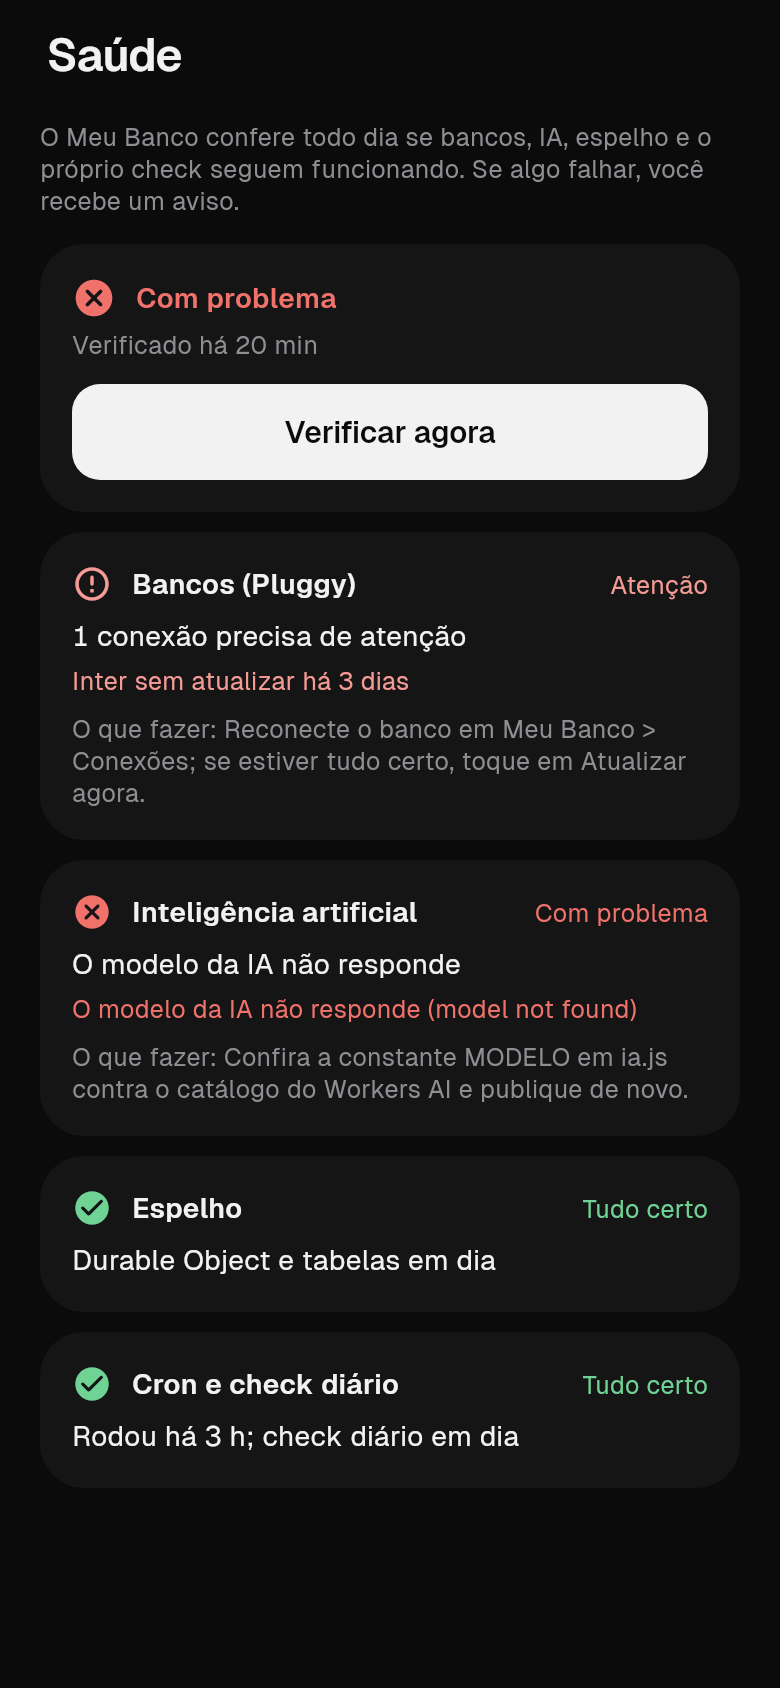 Saúde
O Meu Banco confere todo dia se bancos, IA, espelho e o
próprio check seguem funcionando. Se algo falhar, você
recebe um aviso.
Com problema
Verificado há 20 min
Verificar agora
Bancos (Pluggy)
Atenção
1 conexão precisa de atenção
Inter sem atualizar há 3 dias
O que fazer: Reconecte o banco em Meu Banco >
Conexões; se estiver tudo certo, toque em Atualizar
agora.
Inteligência artificial
Com problema
O modelo da IA não responde
O modelo da IA não responde (model not found)
O que fazer: Confira a constante MODELO em ia.js
contra o catálogo do Workers AI e publique de novo.
Espelho
Tudo certo
Durable Object e tabelas em dia
Cron e check diário
Tudo certo
Rodou há 3 h; check diário em dia